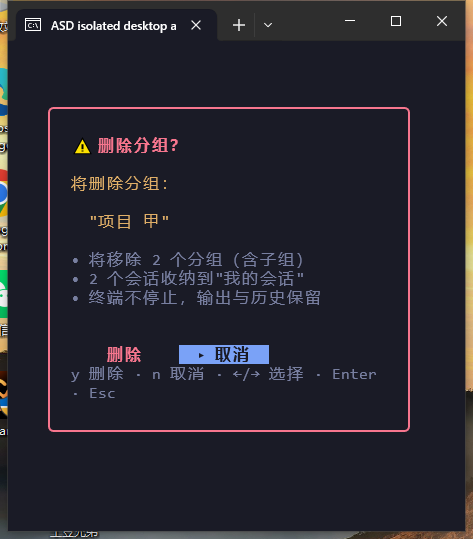 ASD isolated desktop a
⚠ 删除分组?
将删除分组:
"项目 甲"
• 将移除 2 个分组 (含子组)
• 2 个会话收纳到"我的会话"
• 终端不停止, 输出与历史保留
删除 ▸ 取消
y 删除 · n 取消 · ←/→ 选择 · Enter
· Esc